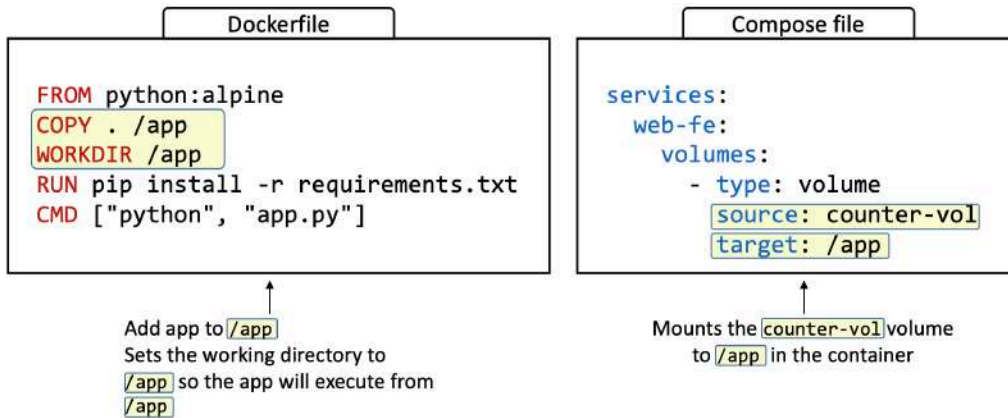 Dockerfile
FROM python:alpine
COPY . /app
WORKDIR /app
RUN pip install -r requirements.txt
CMD ["python", "app.py"]
Add app to /app
Sets the working directory to
/app so the app will execute from
/app
Compose file
services:
  web-fe:
    volumes:
      - type: volume
        source: counter-vol
        target: /app
Mounts the counter-vol volume
to /app in the container